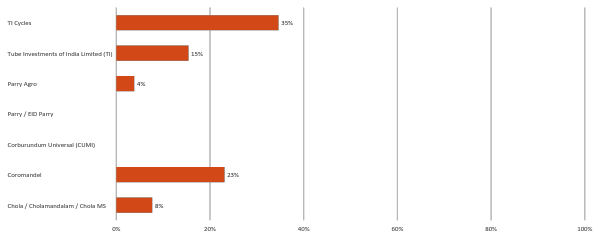 TI Cycles
35%
Tube Investments of India Limited (TI)
15%
Parry Agro
4%
Parry / EID Parry
Corburundum Universal (CUMI)
Coromandel
23%
Chola / Cholamandalam / Chola MS
8%
0% 20% 40% 60% 80% 100%